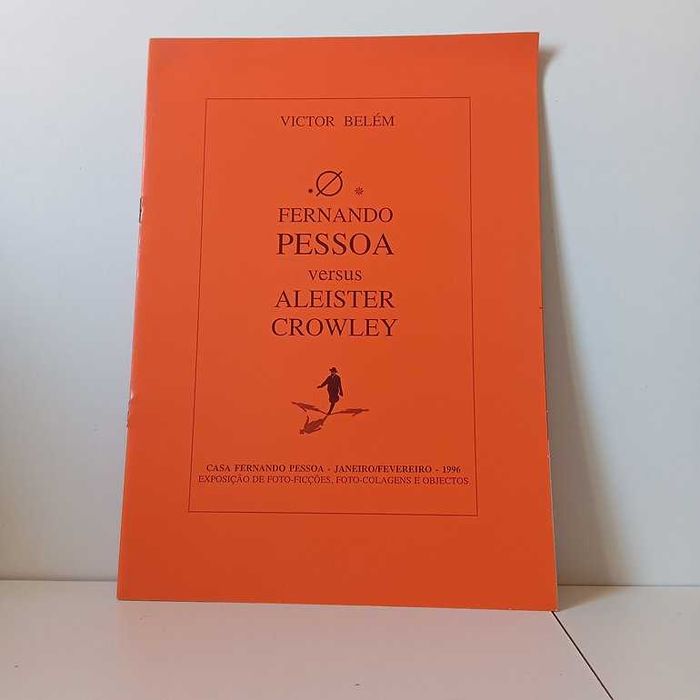 VICTOR BELÉM
.Ø *
FERNANDO
PESSOA
versus
ALEISTER
CROWLEY
CASA FERNANDO PESSOA - JANEIRO/FEVEREIRO - 1996
EXPOSIÇÃO DE FOTO-FICÇÕES, FOTO-COLAGENS E OBJECTOS